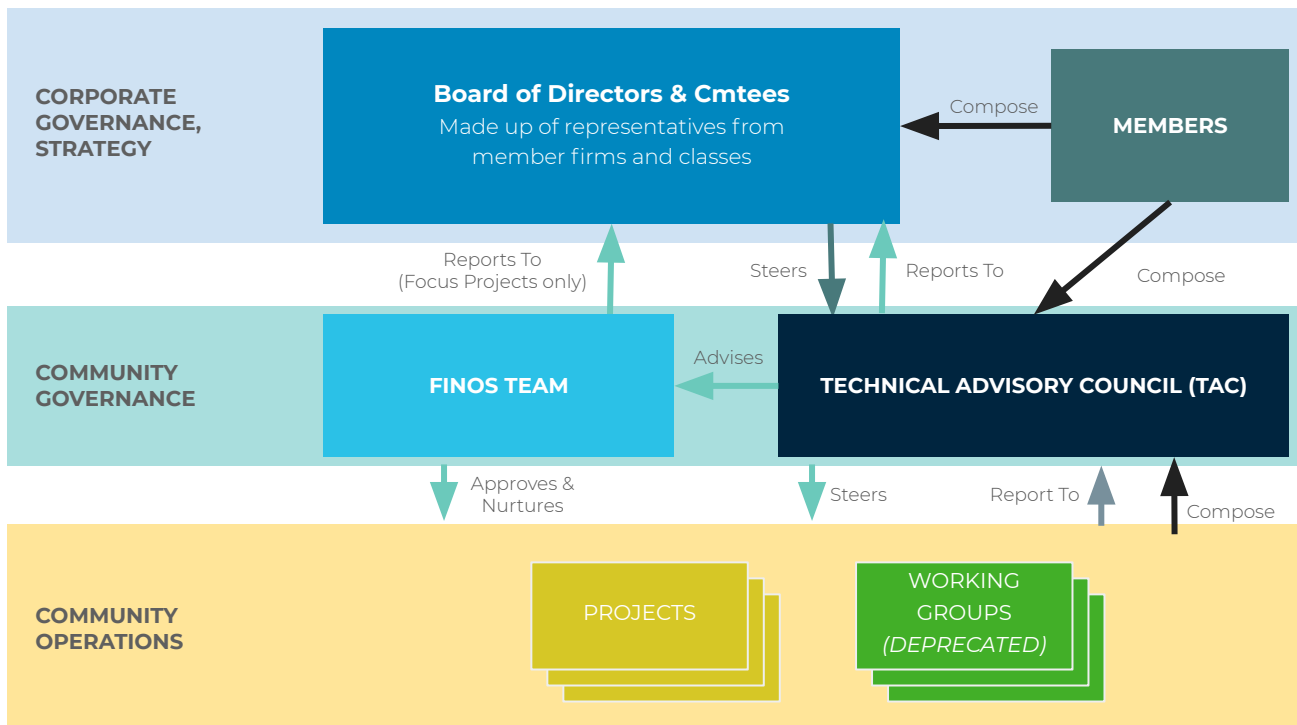 CORPORATE
GOVERNANCE,
STRATEGY
Board of Directors & Cmtees
Made up of representatives from
member firms and classes
Compose
MEMBERS
Reports To
(Focus Projects only)
Steers
Reports To
Compose
COMMUNITY
GOVERNANCE
FINOS TEAM
Advises
TECHNICAL ADVISORY COUNCIL (TAC)
Approves &
Nurtures
Steers
Report To
Compose
COMMUNITY
OPERATIONS
PROJECTS
WORKING
GROUPS
(DEPRECATED)